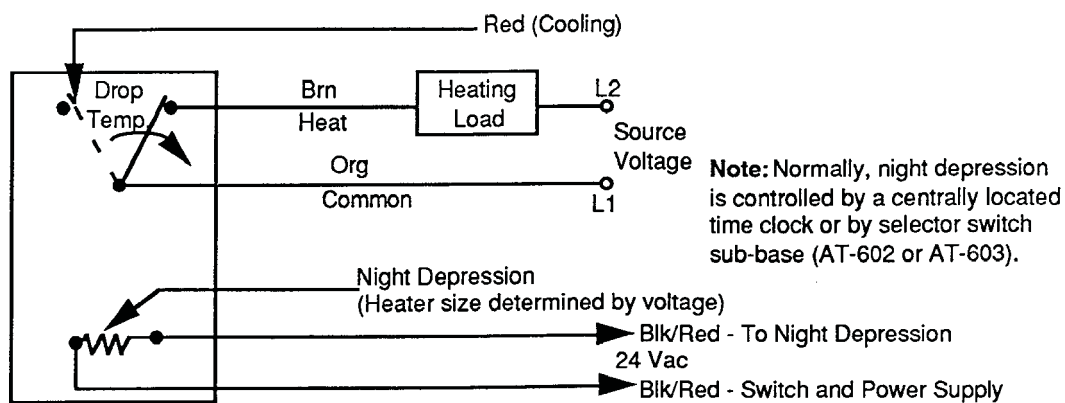 Red (Cooling)
Drop
Temp.
Brn
Heat
Heating
Load
L2
Source
Voltage
Org
Common
L1
Note: Normally, night depression
is controlled by a centrally located
time clock or by selector switch
sub-base (AT-602 or AT-603).
Night Depression
(Heater size determined by voltage)
Blk/Red - To Night Depression
24 Vac
Blk/Red - Switch and Power Supply